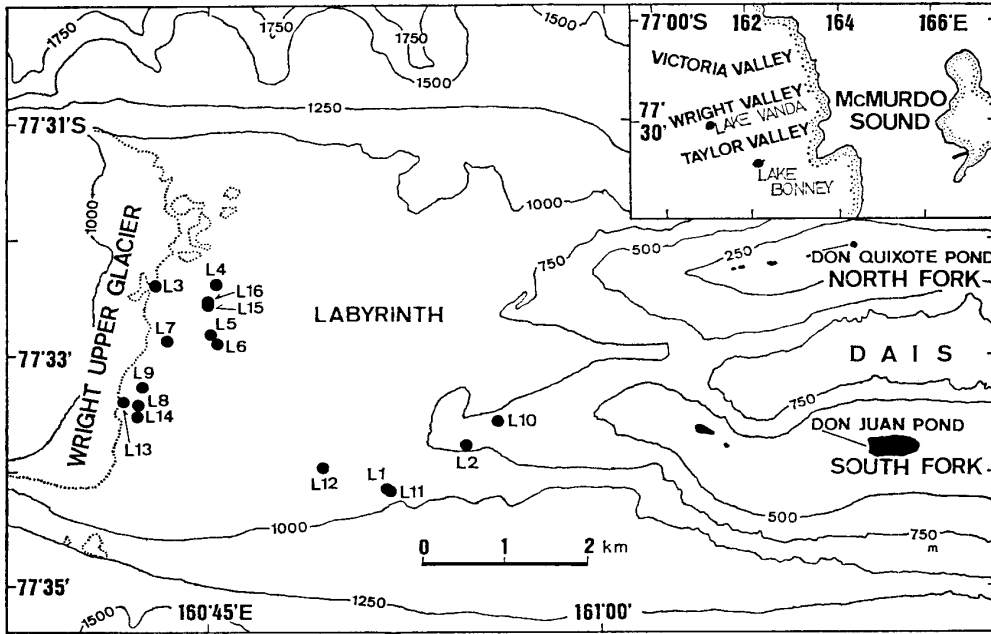 1750
1750
1500
1500
1250
77'31'S
1000
1000
WRIGHT UPPER GLACIER
L3
L4
L16
L15
L5
L6
L7
L9
L8
L14
L13
LABYRINTH
77'33'
L10
L2
L12
L1
L11
1000
750
500
250
DON QUIXOTE POND
NORTH FORK
DAIS
750
DON JUAN POND
SOUTH FORK
500
750
m
0 1 2 km
77'35'
160'45'E
161'00'
1250
1500
77'00'S 162 164 166'E
VICTORIA VALLEY
77'
30'
WRIGHT VALLEY
LAKE VANDA
TAYLOR VALLEY
LAKE
BONNEY
McMURDO
SOUND